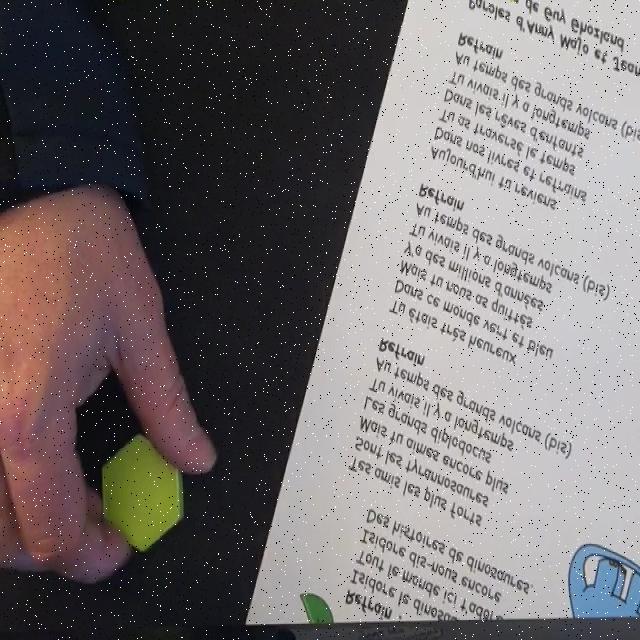 Refrain
Isidore le dinosau
Tout le monde ici t'adore
Isidore dis-nous encore
Des histoires de dinosaures
Tes amis les plus forts
Sont les tyrannosaures
Mais tu aimes encore plus
Les grands diplodocus
Tu vivais il y a longtemps
Au temps des grands volcans (bis)
Refrain
Tu étais très heureux
Dans ce monde vert et bleu
Mais tu nous as quittés
Y'a des millions d'années
Tu vivais il y a longtemps
Au temps des grands volcans (bis)
Refrain
Aujourd'hui tu reviens
Dans nos livres et refrains
Tu as traversé le temps
Dans les rêves d'enfants
Tu vivais il y a longtemps
Au temps des grands volcans (bis
Refrain
Paroles d'Amy Majo et Jean
de Guy Ghozland